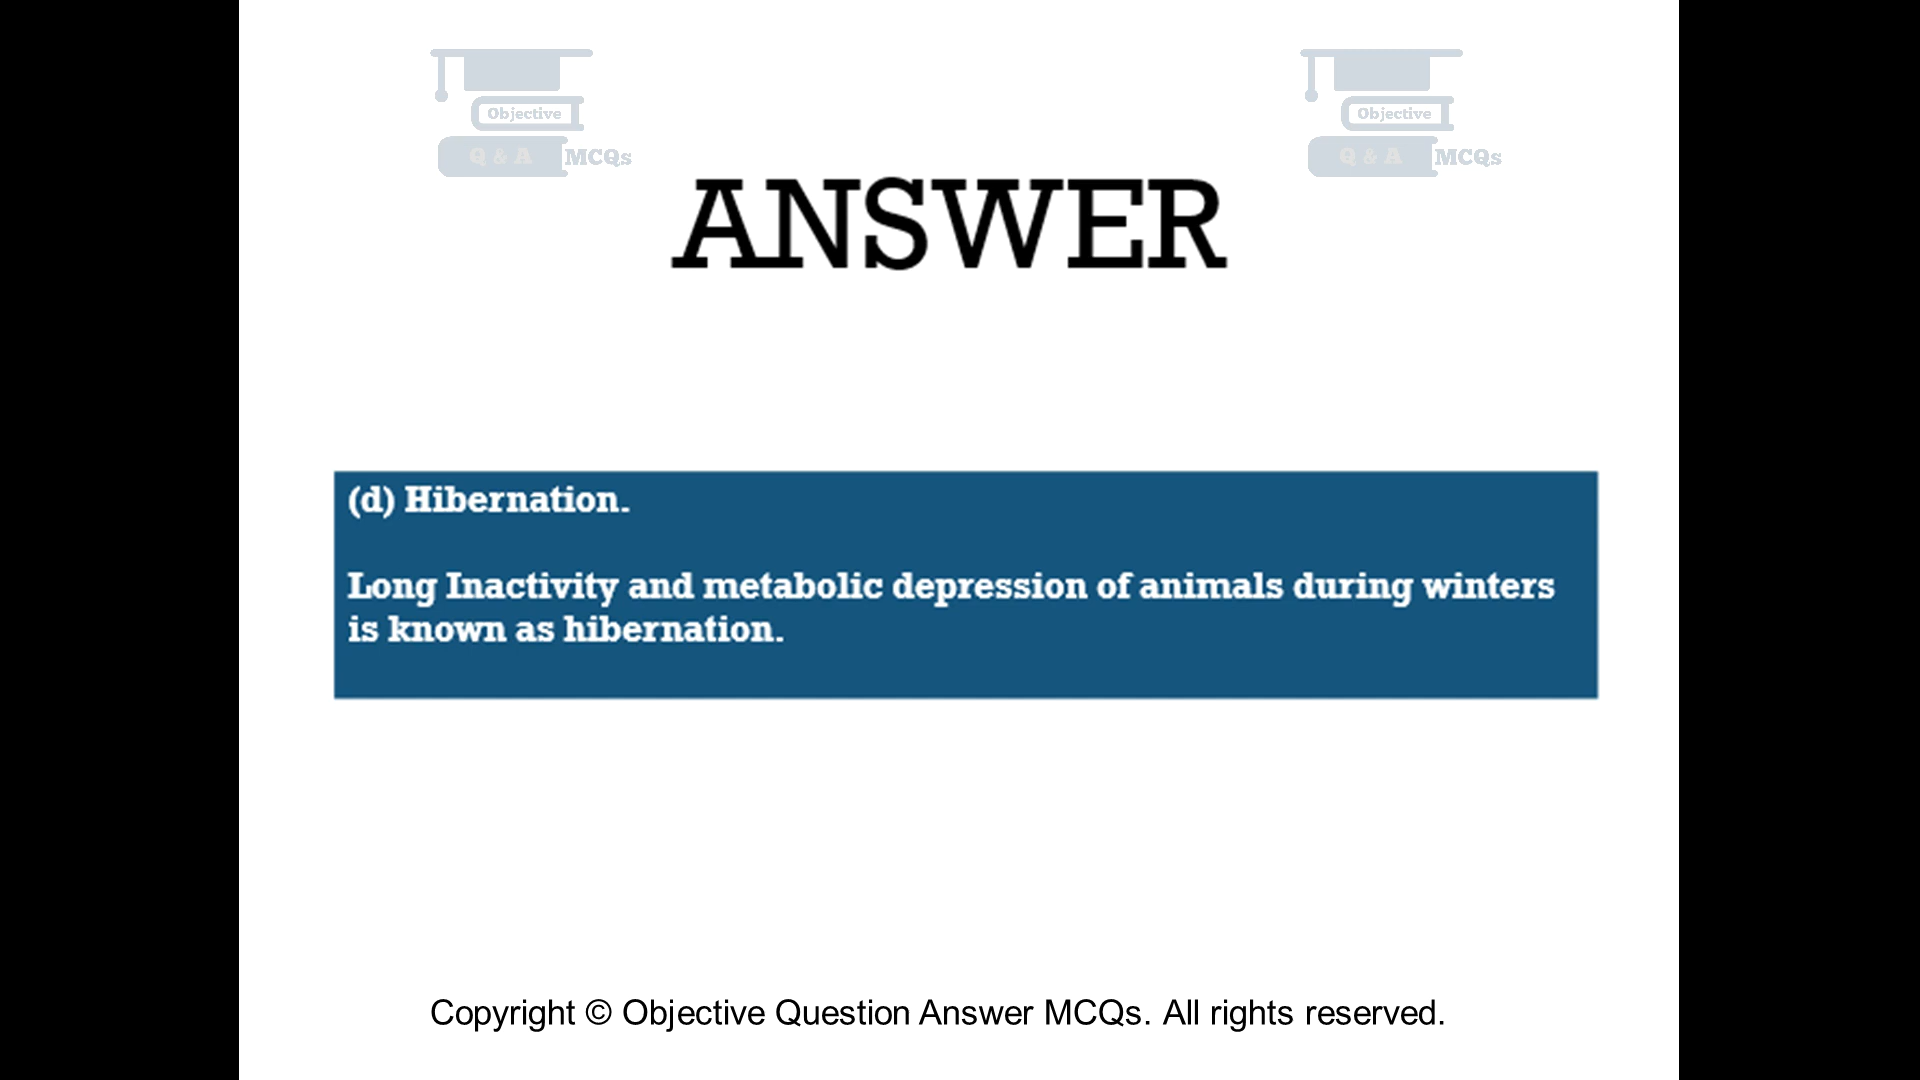 Objective
Q & A MCQs
Objective
Q & A MCQs
ANSWER
(d) Hibernation.
Long Inactivity and metabolic depression of animals during winters
is known as hibernation.
Copyright © Objective Question Answer MCQs. All rights reserved.